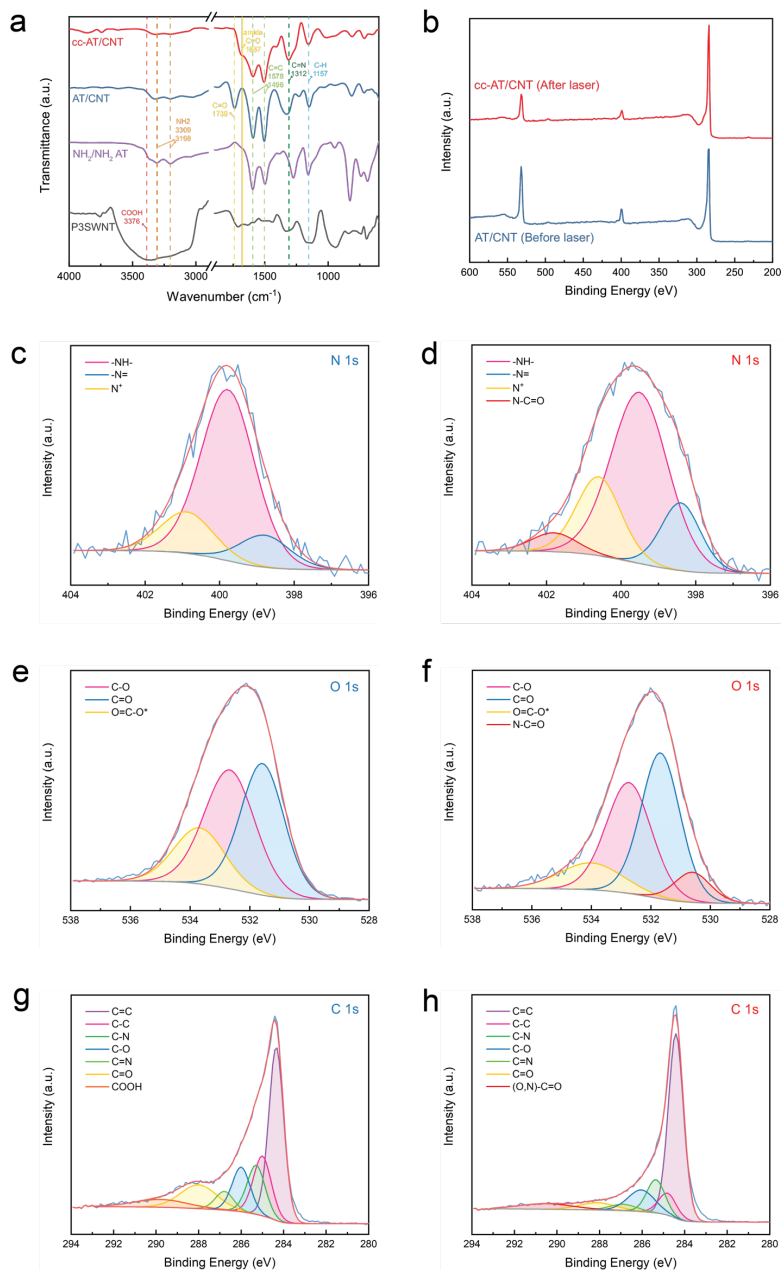 a
Transmittance (a.u.)
cc-AT/CNT
AT/CNT
NH₂/NH₂ AT
P3SWNT
COOH
3376
NH2
3309
3198
C=O
1738
C=O
1667
C=C
1578
1496
C=N
1312
C-H
1157
4000
3500
3000
1500
1000
Wavenumber (cm⁻¹)
b
Intensity (a.u.)
cc-AT/CNT (After laser)
AT/CNT (Before laser)
600 550 500 450 400 350 300 250 200
Binding Energy (eV)
c
N 1s
-NH-
-N=
N⁺
Intensity (a.u.)
404 402 400 398 396
Binding Energy (eV)
d
N 1s
-NH-
-N=
N⁺
N-C=O
Intensity (a.u.)
404 402 400 398 396
Binding Energy (eV)
e
O 1s
C-O
C=O
O=C-O*
Intensity (a.u.)
538 536 534 532 530 528
Binding Energy (eV)
f
O 1s
C-O
C=O
O=C-O*
N-C=O
Intensity (a.u.)
538 536 534 532 530 528
Binding Energy (eV)
g
C 1s
C=C
C-C
C-N
C-O
C=N
C=O
COOH
Intensity (a.u.)
294 292 290 288 286 284 282 280
Binding Energy (eV)
h
C 1s
C=C
C-C
C-N
C-O
C=N
C=O
(O,N)-C=O
Intensity (a.u.)
294 292 290 288 286 284 282 280
Binding Energy (eV)